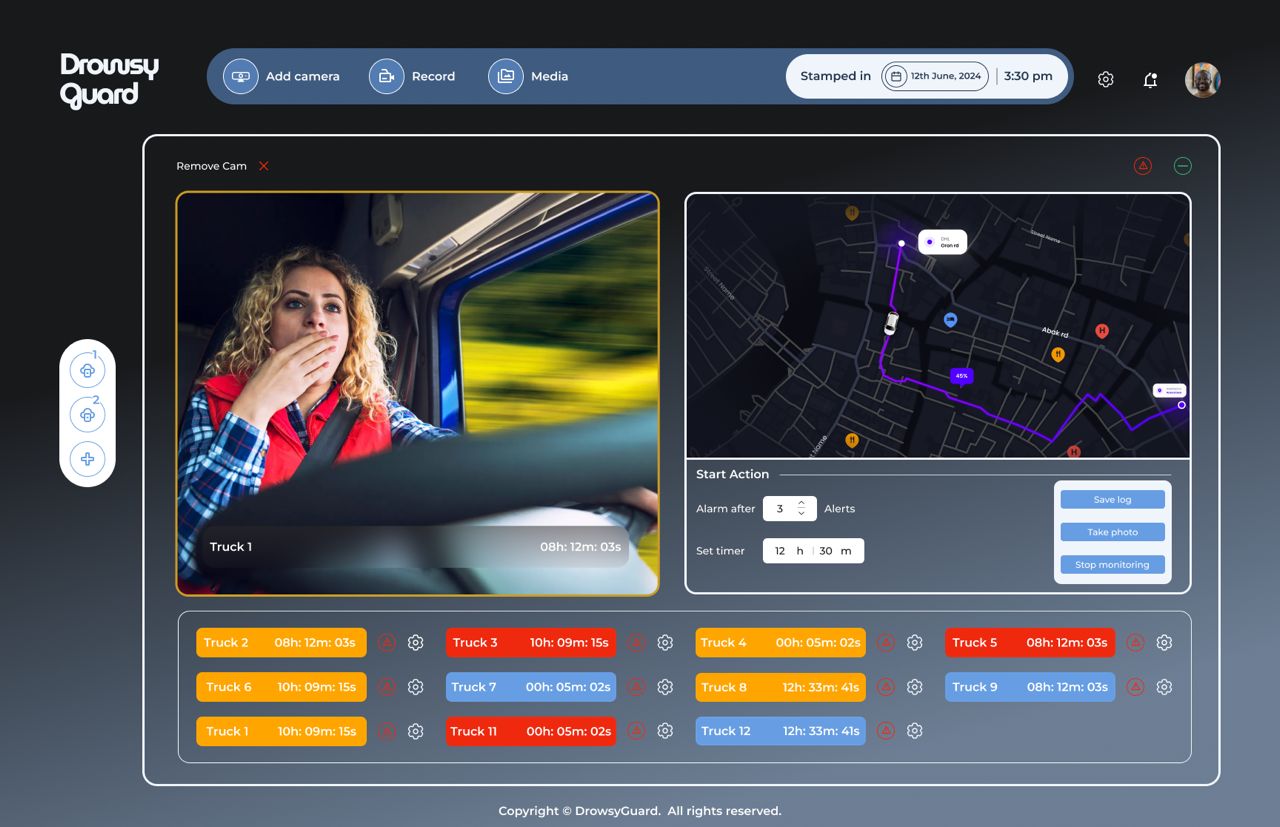 Drowsy
Guard
Add camera
Record
Media
Stamped in
12th June, 2024
3:30 pm
Remove Cam
1
2
Truck 1
08h: 12m: 03s
Street Name
Street Name
Oron rd
Abak rd
45%
Street Name
H
H
Start Action
Alarm after 3 Alerts
Set timer 12 h 30 m
Save log
Take photo
Stop monitoring
Truck 2 08h: 12m: 03s
Truck 3 10h: 09m: 15s
Truck 4 00h: 05m: 02s
Truck 5 08h: 12m: 03s
Truck 6 10h: 09m: 15s
Truck 7 00h: 05m: 02s
Truck 8 12h: 33m: 41s
Truck 9 08h: 12m: 03s
Truck 1 10h: 09m: 15s
Truck 11 00h: 05m: 02s
Truck 12 12h: 33m: 41s
Copyright © DrowsyGuard. All rights reserved.